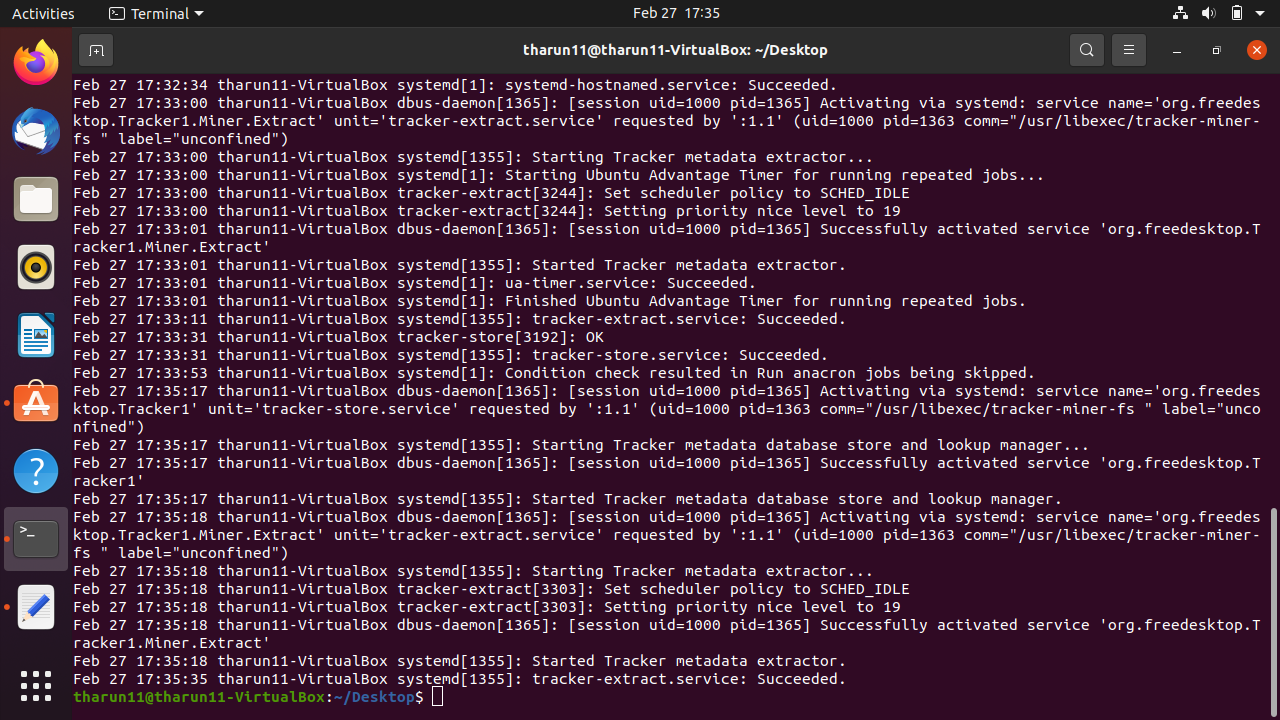 Activities
Terminal
Feb 27 17:35
tharun11@tharun11-VirtualBox: ~/Desktop
Feb 27 17:32:34 tharun11-VirtualBox systemd[1]: systemd-hostnamed.service: Succeeded.
Feb 27 17:33:00 tharun11-VirtualBox dbus-daemon[1365]: [session uid=1000 pid=1365] Activating via systemd: service name='org.freedes
ktop.Tracker1.Miner.Extract' unit='tracker-extract.service' requested by ':1.1' (uid=1000 pid=1363 comm="/usr/libexec/tracker-miner-
fs " label="unconfined")
Feb 27 17:33:00 tharun11-VirtualBox systemd[1355]: Starting Tracker metadata extractor...
Feb 27 17:33:00 tharun11-VirtualBox systemd[1]: Starting Ubuntu Advantage Timer for running repeated jobs...
Feb 27 17:33:00 tharun11-VirtualBox tracker-extract[3244]: Set scheduler policy to SCHED_IDLE
Feb 27 17:33:00 tharun11-VirtualBox tracker-extract[3244]: Setting priority nice level to 19
Feb 27 17:33:01 tharun11-VirtualBox dbus-daemon[1365]: [session uid=1000 pid=1365] Successfully activated service 'org.freedesktop.T
racker1.Miner.Extract'
Feb 27 17:33:01 tharun11-VirtualBox systemd[1355]: Started Tracker metadata extractor.
Feb 27 17:33:01 tharun11-VirtualBox systemd[1]: ua-timer.service: Succeeded.
Feb 27 17:33:01 tharun11-VirtualBox systemd[1]: Finished Ubuntu Advantage Timer for running repeated jobs.
Feb 27 17:33:11 tharun11-VirtualBox systemd[1355]: tracker-extract.service: Succeeded.
Feb 27 17:33:31 tharun11-VirtualBox tracker-store[3192]: OK
Feb 27 17:33:31 tharun11-VirtualBox systemd[1355]: tracker-store.service: Succeeded.
Feb 27 17:33:53 tharun11-VirtualBox systemd[1]: Condition check resulted in Run anacron jobs being skipped.
Feb 27 17:35:17 tharun11-VirtualBox dbus-daemon[1365]: [session uid=1000 pid=1365] Activating via systemd: service name='org.freedes
ktop.Tracker1' unit='tracker-store.service' requested by ':1.1' (uid=1000 pid=1363 comm="/usr/libexec/tracker-miner-fs " label="unco
nfined")
Feb 27 17:35:17 tharun11-VirtualBox systemd[1355]: Starting Tracker metadata database store and lookup manager...
Feb 27 17:35:17 tharun11-VirtualBox dbus-daemon[1365]: [session uid=1000 pid=1365] Successfully activated service 'org.freedesktop.T
racker1'
Feb 27 17:35:17 tharun11-VirtualBox systemd[1355]: Started Tracker metadata database store and lookup manager.
Feb 27 17:35:18 tharun11-VirtualBox dbus-daemon[1365]: [session uid=1000 pid=1365] Activating via systemd: service name='org.freedes
ktop.Tracker1.Miner.Extract' unit='tracker-extract.service' requested by ':1.1' (uid=1000 pid=1363 comm="/usr/libexec/tracker-miner-
fs " label="unconfined")
Feb 27 17:35:18 tharun11-VirtualBox systemd[1355]: Starting Tracker metadata extractor...
Feb 27 17:35:18 tharun11-VirtualBox tracker-extract[3303]: Set scheduler policy to SCHED_IDLE
Feb 27 17:35:18 tharun11-VirtualBox tracker-extract[3303]: Setting priority nice level to 19
Feb 27 17:35:18 tharun11-VirtualBox dbus-daemon[1365]: [session uid=1000 pid=1365] Successfully activated service 'org.freedesktop.T
racker1.Miner.Extract'
Feb 27 17:35:18 tharun11-VirtualBox systemd[1355]: Started Tracker metadata extractor.
Feb 27 17:35:35 tharun11-VirtualBox systemd[1355]: tracker-extract.service: Succeeded.
tharun11@tharun11-VirtualBox:~/Desktop$